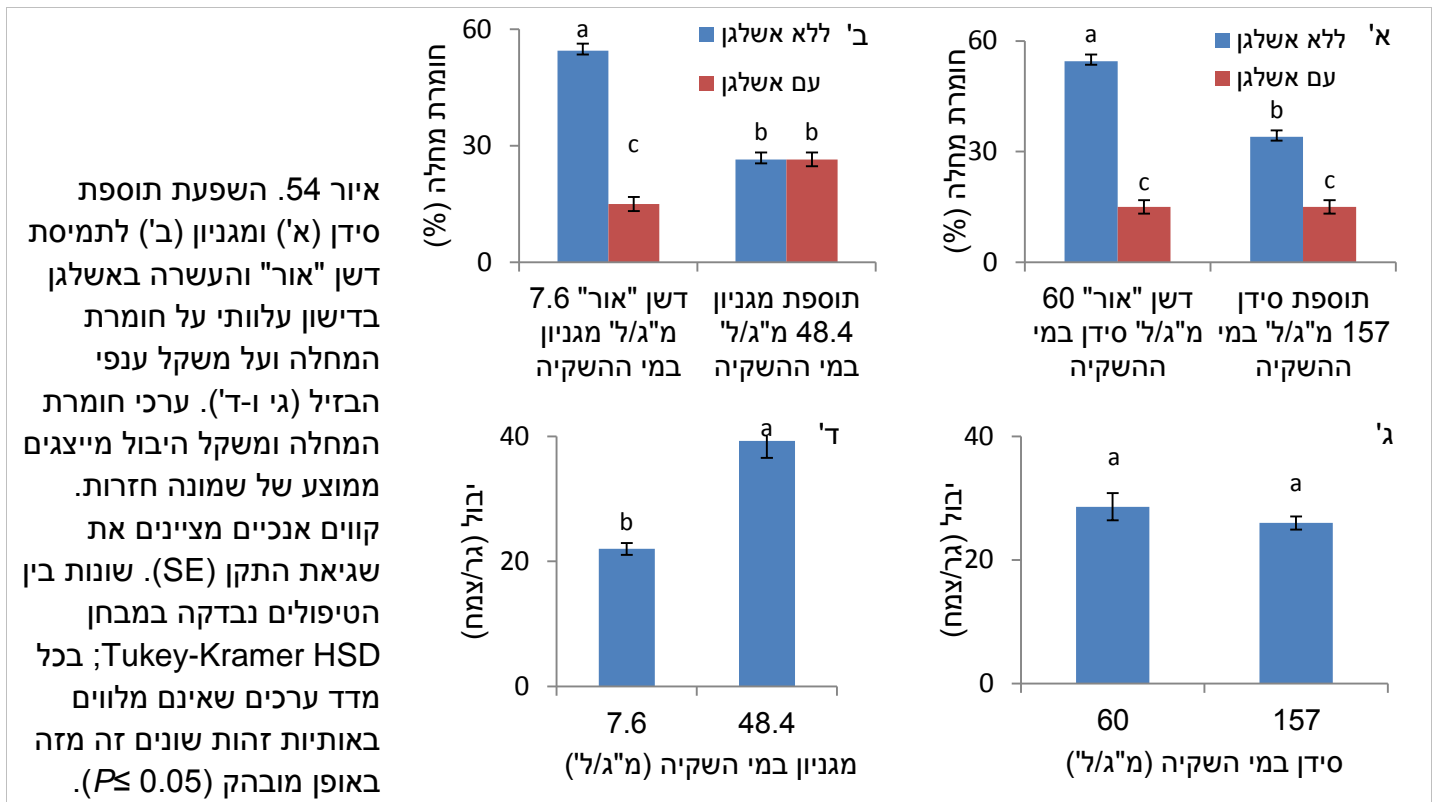 א'
ללא אשלגן
עם אשלגן
חומרת מחלה (%)
60
30
0
a
c
b
c
דשן "אור" 60
מ"ג/ל' סידן במי
ההשקיה
תוספת סידן
157 מ"ג/ל' במי
ההשקיה
ב'
ללא אשלגן
עם אשלגן
חומרת מחלה (%)
60
30
0
a
c
b
b
דשן "אור" 7.6
מ"ג/ל' מגניון
במי ההשקיה
תוספת מגניון
48.4 מ"ג/ל'
במי ההשקיה
ג'
יבול (גר/צמח)
40
20
0
a
a
60
157
סידן במי השקיה (מ"ג/ל')
ד'
יבול (גר/צמח)
40
20
0
b
a
7.6
48.4
מגניון במי השקיה (מ"ג/ל')
איור 54. השפעת תוספת
סידן (א') ומגניון (ב') לתמיסת
דשן "אור" והעשרה באשלגן
בדישון עלוותי על חומרת
המחלה ועל משקל ענפי
הבזיל (גי ו-ד'). ערכי חומרת
המחלה ומשקל היבול מייצגים
ממוצע של שמונה חזרות.
קווים אנכיים מציינים את
שגיאת התקן (SE). שונות בין
הטיפולים נבדקה במבחן
Tukey-Kramer HSD; בכל
מדד ערכים שאינם מלווים
באותיות זהות שונים זה מזה
באופן מובהק (P≤ 0.05).